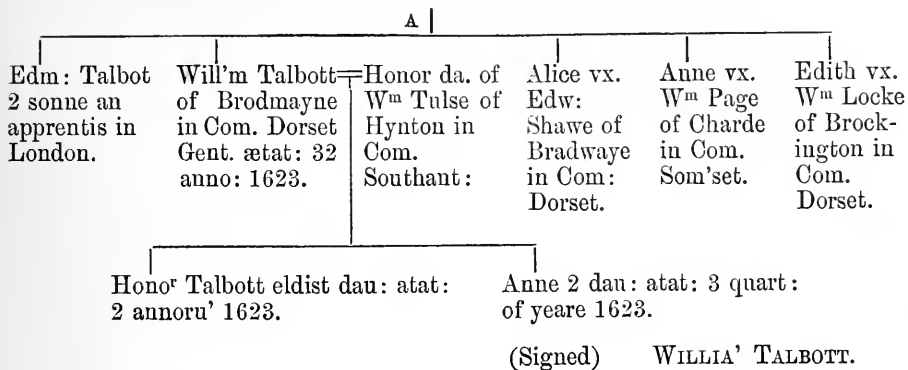 A
Edm: Talbot
2 sonne an
apprentis in
London.
Will'm Talbott
of Brodmayne
in Com. Dorset
Gent. ætat: 32
anno: 1623.
Honor da. of
Wᵐ Tulse of
Hynton in
Com.
Southant:
Alice vx.
Edw:
Shawe of
Bradwaye
in Com:
Dorset.
Anne vx.
Wᵐ Page
of Charde
in Com.
Som'set.
Edith vx.
Wᵐ Locke
of Brock-
ington in
Com.
Dorset.
Honoʳ Talbott eldist dau: atat:
2 annoru' 1623.
Anne 2 dau: atat: 3 quart:
of yeare 1623.
(Signed) WILLIA' TALBOTT.